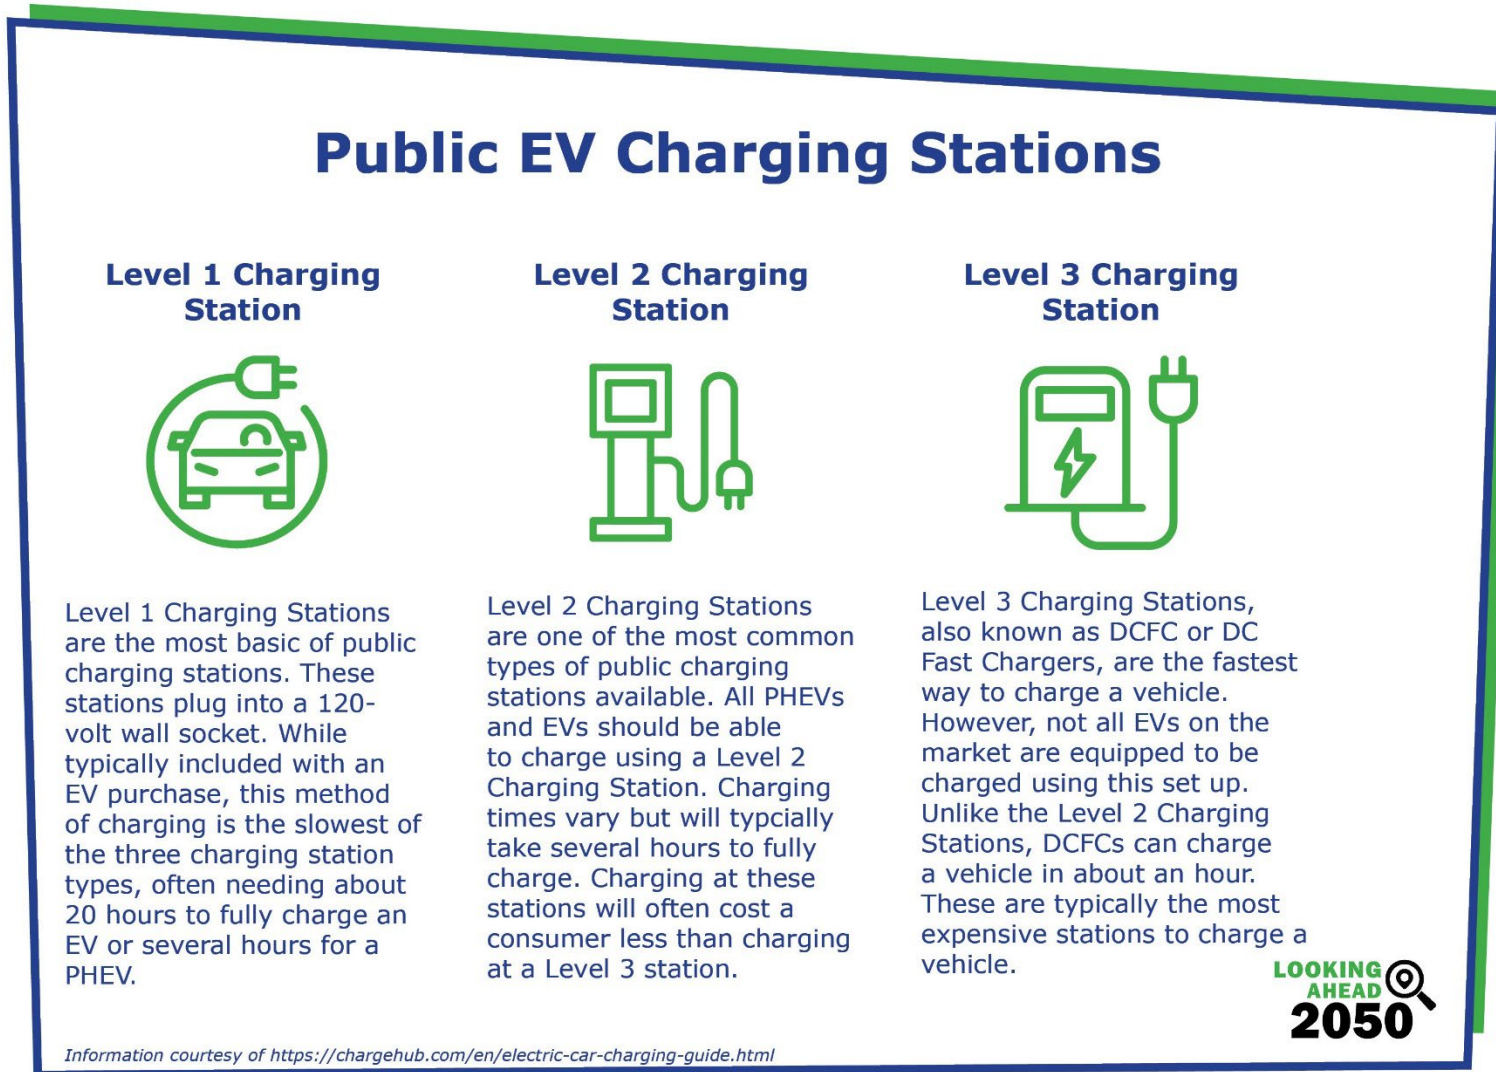 Public EV Charging Stations
Level 1 Charging
Station
Level 1 Charging Stations
are the most basic of public
charging stations. These
stations plug into a 120-
volt wall socket. While
typically included with an
EV purchase, this method
of charging is the slowest of
the three charging station
types, often needing about
20 hours to fully charge an
EV or several hours for a
PHEV.
Level 2 Charging
Station
Level 2 Charging Stations
are one of the most common
types of public charging
stations available. All PHEVs
and EVs should be able
to charge using a Level 2
Charging Station. Charging
times vary but will typcially
take several hours to fully
charge. Charging at these
stations will often cost a
consumer less than charging
at a Level 3 station.
Level 3 Charging
Station
Level 3 Charging Stations,
also known as DCFC or DC
Fast Chargers, are the fastest
way to charge a vehicle.
However, not all EVs on the
market are equipped to be
charged using this set up.
Unlike the Level 2 Charging
Stations, DCFCs can charge
a vehicle in about an hour.
These are typically the most
expensive stations to charge a
vehicle.
LOOKING
AHEAD
2050
Information courtesy of https://chargehub.com/en/electric-car-charging-guide.html